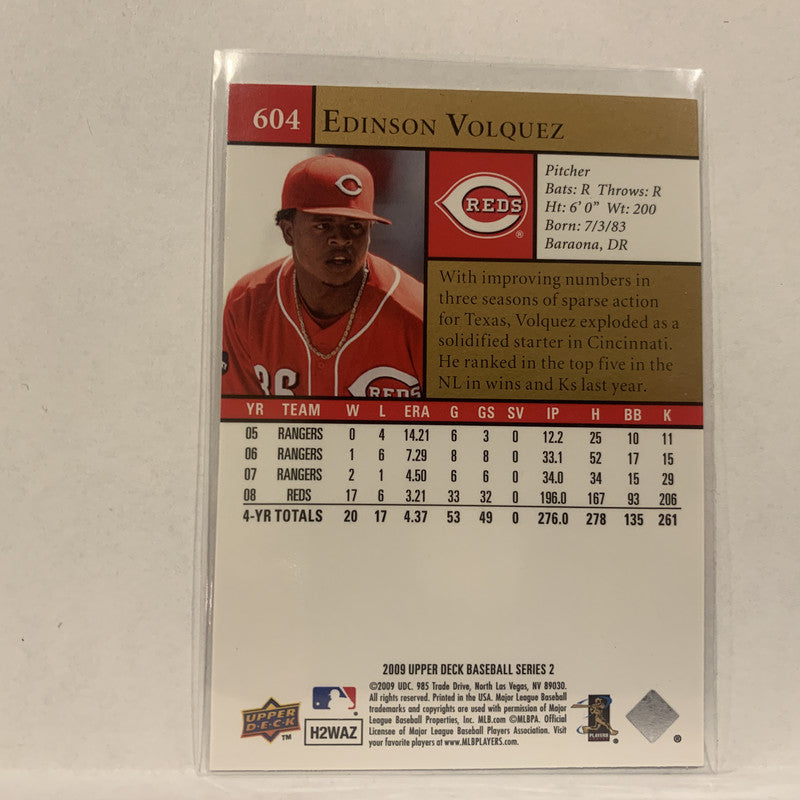 604 EDINSON VOLQUEZ
C
36
REDS
C REDS ®
Pitcher
Bats: R Throws: R
Ht: 6' 0" Wt: 200
Born: 7/3/83
Baraona, DR
With improving numbers in
three seasons of sparse action
for Texas, Volquez exploded as a
solidified starter in Cincinnati.
He ranked in the top five in the
NL in wins and Ks last year.
YR TEAM W L ERA G GS SV IP H BB K
05 RANGERS 0 4 14.21 6 3 0 12.2 25 10 11
06 RANGERS 1 6 7.29 8 8 0 33.1 52 17 15
07 RANGERS 2 1 4.50 6 6 0 34.0 34 15 29
08 REDS 17 6 3.21 33 32 0 196.0 167 93 206
4-YR TOTALS 20 17 4.37 53 49 0 276.0 278 135 261
2009 UPPER DECK BASEBALL SERIES 2
©2009 UDC. 985 Trade Drive, North Las Vegas, NV 89030.
All rights reserved. Printed in the USA. Major League Baseball
trademarks and copyrights are used with permission of Major
League Baseball Properties, Inc. MLB.com ©MLBPA. Official
Licensee of Major League Baseball Players Association. Visit
your favorite players at www.MLBPLAYERS.com.
UPPER
D·E·C·K
TM
H2WAZ
PLAYERS
®